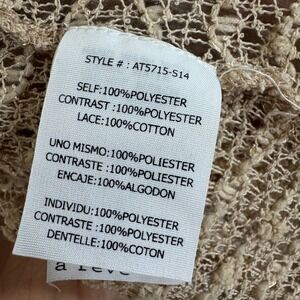 STYLE # : AT5715-S14
SELF:100%POLYESTER
CONTRAST :100%POLYESTER
LACE:100%COTTON
UNO MISMO:100%POLIESTER
CONTRASTE :100%POLIESTER
ENCAJE:100%ALGODON
INDIVIDU:100%POLYESTER
CONTRASTE :100%POLYESTER
DENTELLE:100%COTON